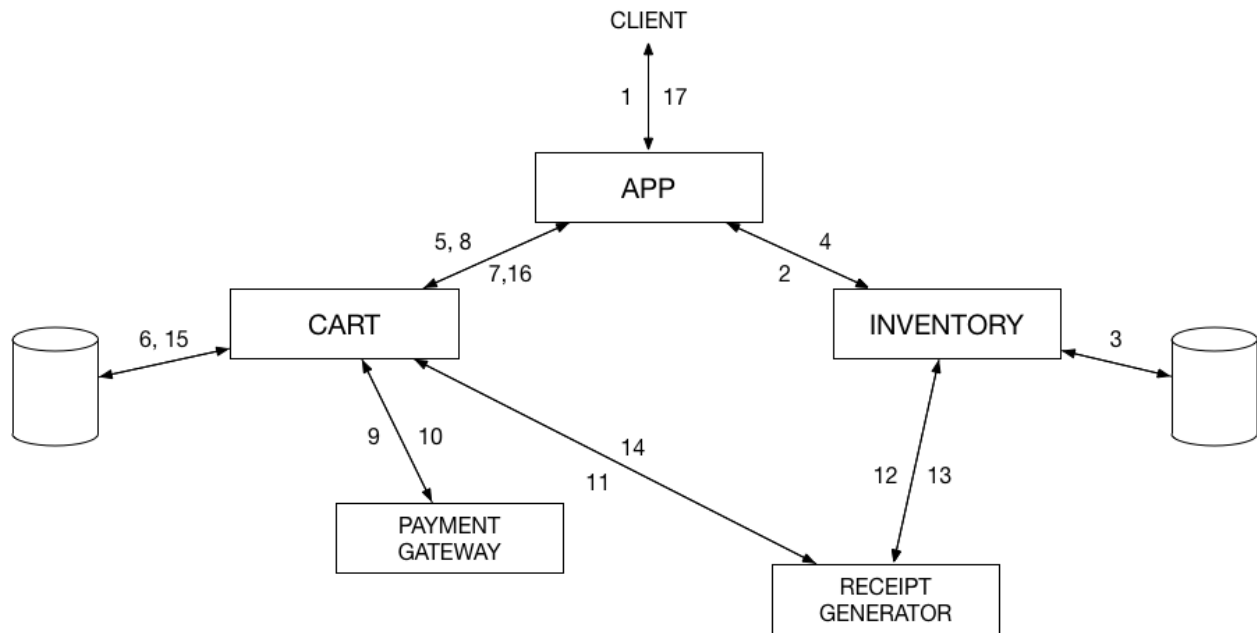 CLIENT
1 17
APP
5, 8
7,16
4
2
CART
INVENTORY
6, 15
3
9 10
14
11
12 13
PAYMENT
GATEWAY
RECEIPT
GENERATOR